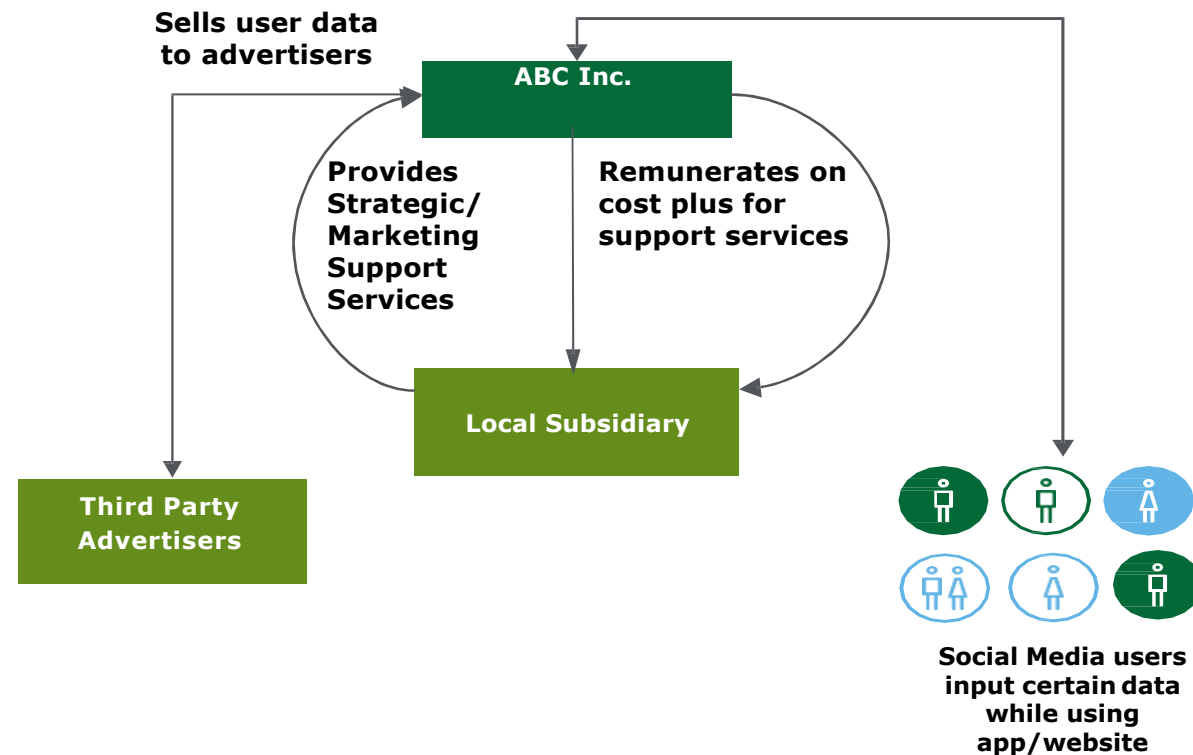 Sells user data
to advertisers
ABC Inc.
Provides
Strategic/
Marketing
Support
Services
Remunerates on
cost plus for
support services
Local Subsidiary
Third Party
Advertisers
Social Media users
input certain data
while using
app/website